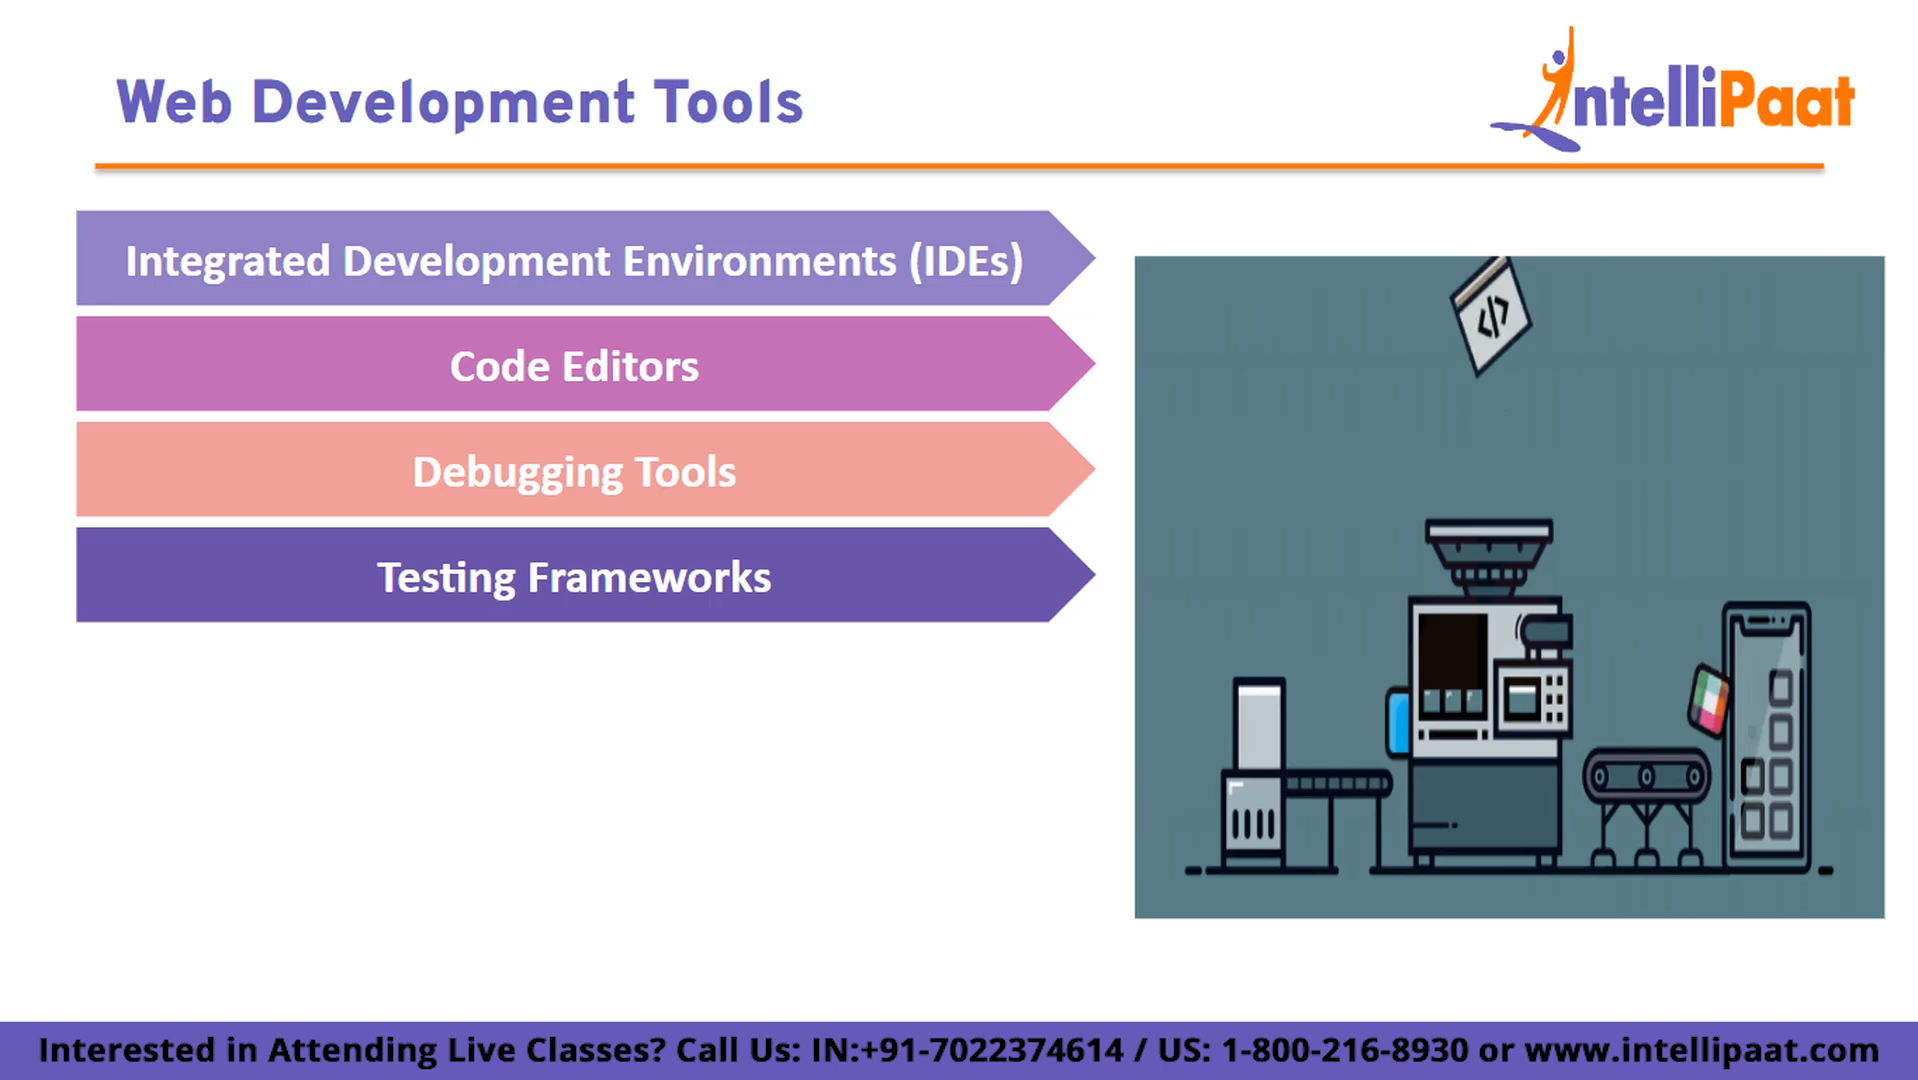 Web Development Tools
IntelliPaat
Integrated Development Environments (IDEs)
Code Editors
Debugging Tools
Testing Frameworks
</>
Interested in Attending Live Classes? Call Us: IN:+91-7022374614 / US: 1-800-216-8930 or www.intellipaat.com